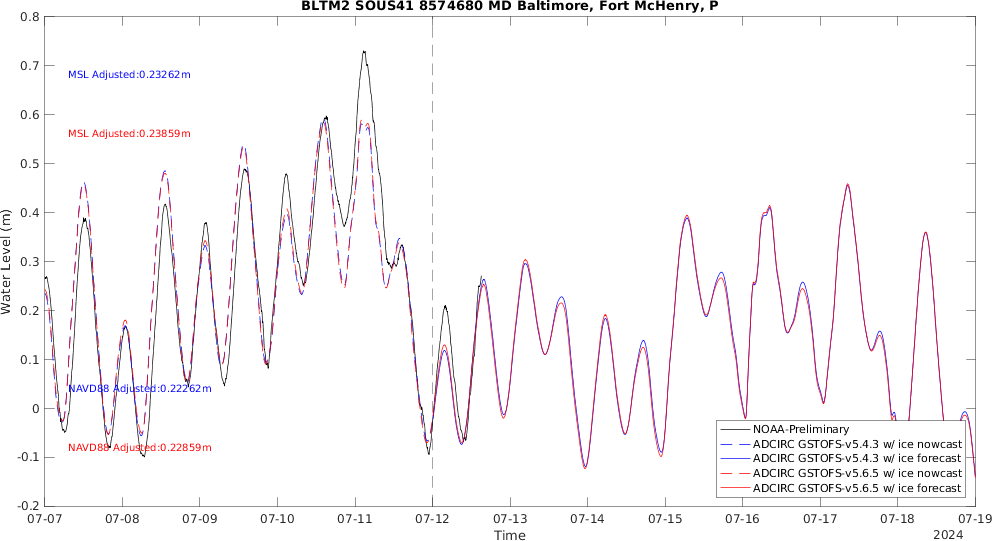 BLTM2 SOUS41 8574680 MD Baltimore, Fort McHenry, P
0.8
0.7
0.6
0.5
0.4
0.3
0.2
0.1
0
-0.1
-0.2
Water Level (m)
MSL Adjusted:0.23262m
MSL Adjusted:0.23859m
NAVD88 Adjusted:0.22262m
NAVD88 Adjusted:0.22859m
NOAA-Preliminary
ADCIRC GSTOFS-v5.4.3 w/ ice nowcast
ADCIRC GSTOFS-v5.4.3 w/ ice forecast
ADCIRC GSTOFS-v5.6.5 w/ ice nowcast
ADCIRC GSTOFS-v5.6.5 w/ ice forecast
07-07 07-08 07-09 07-10 07-11 07-12 07-13 07-14 07-15 07-16 07-17 07-18 07-19
Time
2024